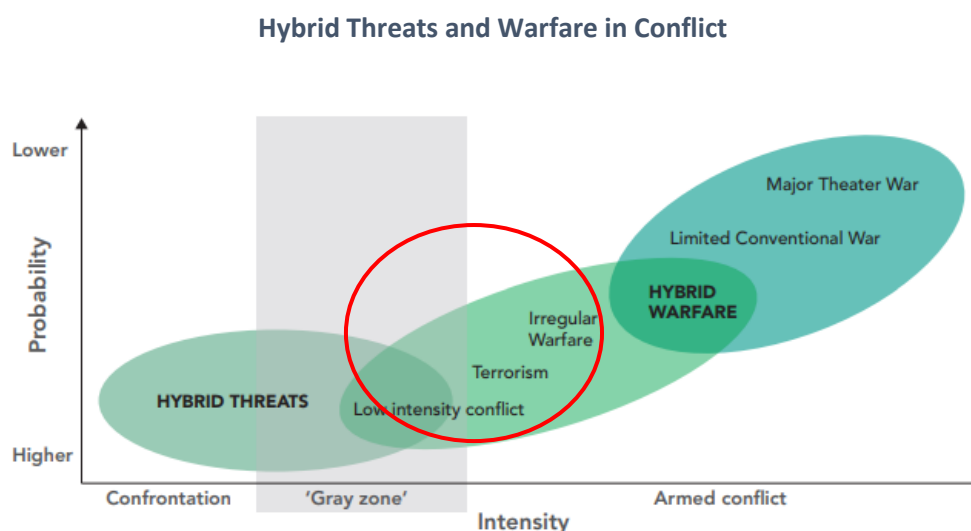 Hybrid Threats and Warfare in Conflict
Lower
Probability
Higher
Major Theater War
Limited Conventional War
HYBRID
WARFARE
Irregular
Warfare
Terrorism
HYBRID THREATS
Low intensity conflict
Confrontation
'Gray zone'
Armed conflict
Intensity